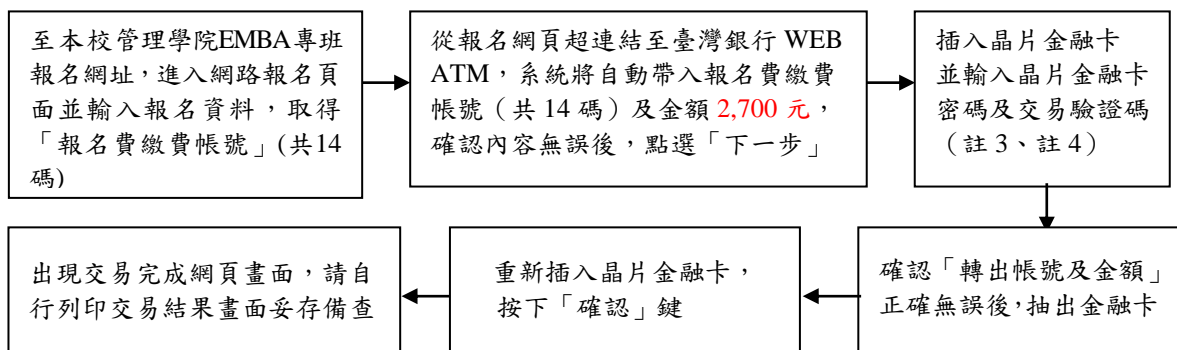 至本校管理學院EMBA專班
報名網址,進入網路報名頁
面並輸入報名資料，取得
「報名費繳費帳號」(共14
碼)
從報名網頁超連結至臺灣銀行 WEB
ATM，系統將自動帶入報名費繳費
帳號（共 14 碼）及金額 2,700 元，
確認內容無誤後，點選「下一步」
插入晶片金融卡
並輸入晶片金融卡
密碼及交易驗證碼
（註 3、註 4）
確認「轉出帳號及金額」
正確無誤後,抽出金融卡
重新插入晶片金融卡，
按下「確認」鍵
出現交易完成網頁畫面，請自
行列印交易結果畫面妥存備查